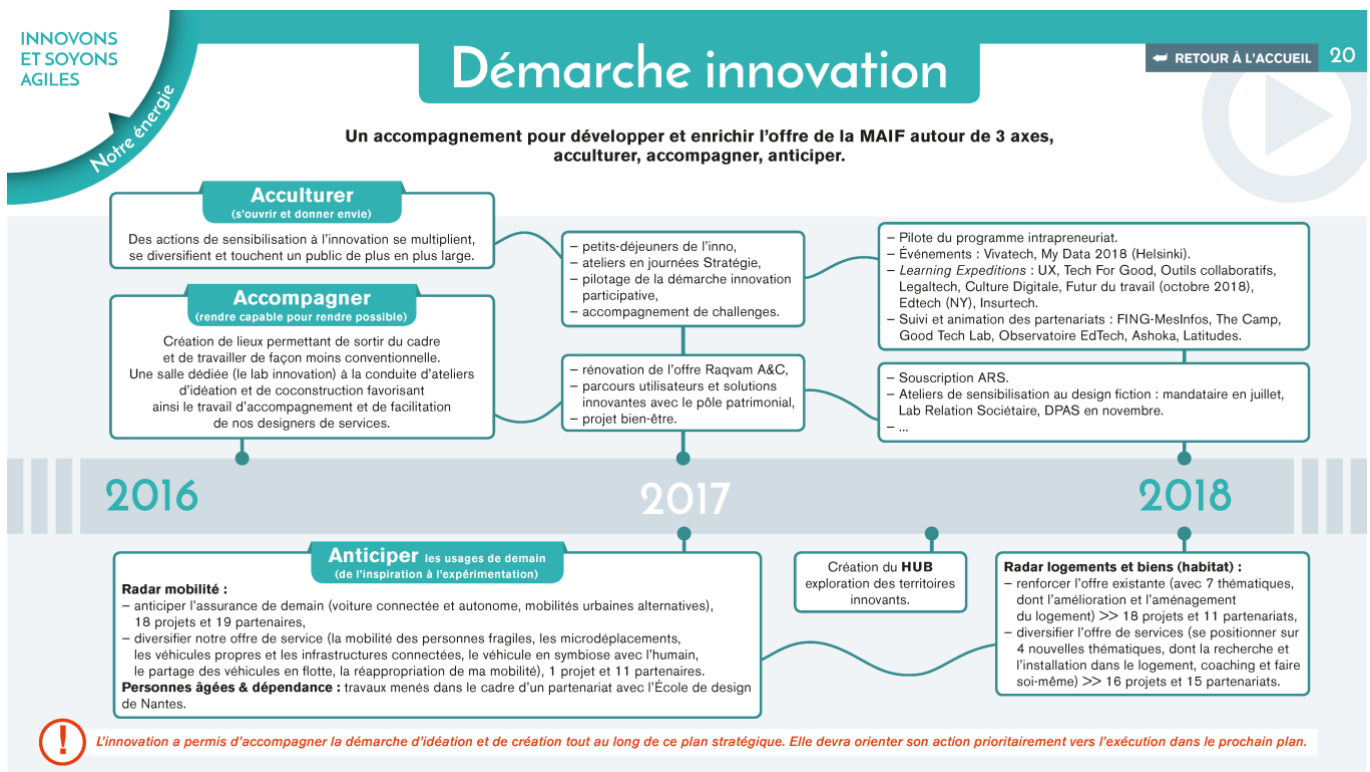 INNOVONS
ET SOYONS
AGILES
Notre énergie
Démarche innovation
RETOUR À L'ACCUEIL
20
Un accompagnement pour développer et enrichir l'offre de la MAIF autour de 3 axes,
acculturer, accompagner, anticiper.
Acculturer
(s'ouvrir et donner envie)
Des actions de sensibilisation à l'innovation se multiplient,
se diversifient et touchent un public de plus en plus large.
– petits-déjeuners de l'inno,
– ateliers en journées Stratégie,
– pilotage de la démarche innovation
participative,
– accompagnement de challenges.
– Pilote du programme intrapreneuriat.
– Événements : Vivatech, My Data 2018 (Helsinki).
– Learning Expeditions : UX, Tech For Good, Outils collaboratifs,
Legaltech, Culture Digitale, Futur du travail (octobre 2018),
Edtech (NY), Insurtech.
– Suivi et animation des partenariats : FING-MesInfos, The Camp,
Good Tech Lab, Observatoire EdTech, Ashoka, Latitudes.
Accompagner
(rendre capable pour rendre possible)
Création de lieux permettant de sortir du cadre
et de travailler de façon moins conventionnelle.
Une salle dédiée (le lab innovation) à la conduite d'ateliers
d'idéation et de coconstruction favorisant
ainsi le travail d'accompagnement et de facilitation
de nos designers de services.
– rénovation de l'offre Raqvam A&C,
– parcours utilisateurs et solutions
innovantes avec le pôle patrimonial,
– projet bien-être.
– Souscription ARS.
– Ateliers de sensibilisation au design fiction : mandataire en juillet,
Lab Relation Sociétaire, DPAS en novembre.
– ...
2016
2017
2018
Anticiper les usages de demain
(de l'inspiration à l'expérimentation)
Radar mobilité :
– anticiper l'assurance de demain (voiture connectée et autonome, mobilités urbaines alternatives),
18 projets et 19 partenaires,
– diversifier notre offre de service (la mobilité des personnes fragiles, les microdéplacements,
les véhicules propres et les infrastructures connectées, le véhicule en symbiose avec l'humain,
le partage des véhicules en flotte, la réappropriation de ma mobilité), 1 projet et 11 partenaires.
Personnes âgées & dépendance : travaux menés dans le cadre d'un partenariat avec l'École de design
de Nantes.
Création du HUB
exploration des territoires
innovants.
Radar logements et biens (habitat) :
– renforcer l'offre existante (avec 7 thématiques,
dont l'amélioration et l'aménagement
du logement) >> 18 projets et 11 partenariats,
– diversifier l'offre de services (se positionner sur
4 nouvelles thématiques, dont la recherche et
l'installation dans le logement, coaching et faire
soi-même) >> 16 projets et 15 partenariats.
! L'innovation a permis d'accompagner la démarche d'idéation et de création tout au long de ce plan stratégique. Elle devra orienter son action prioritairement vers l'exécution dans le prochain plan.